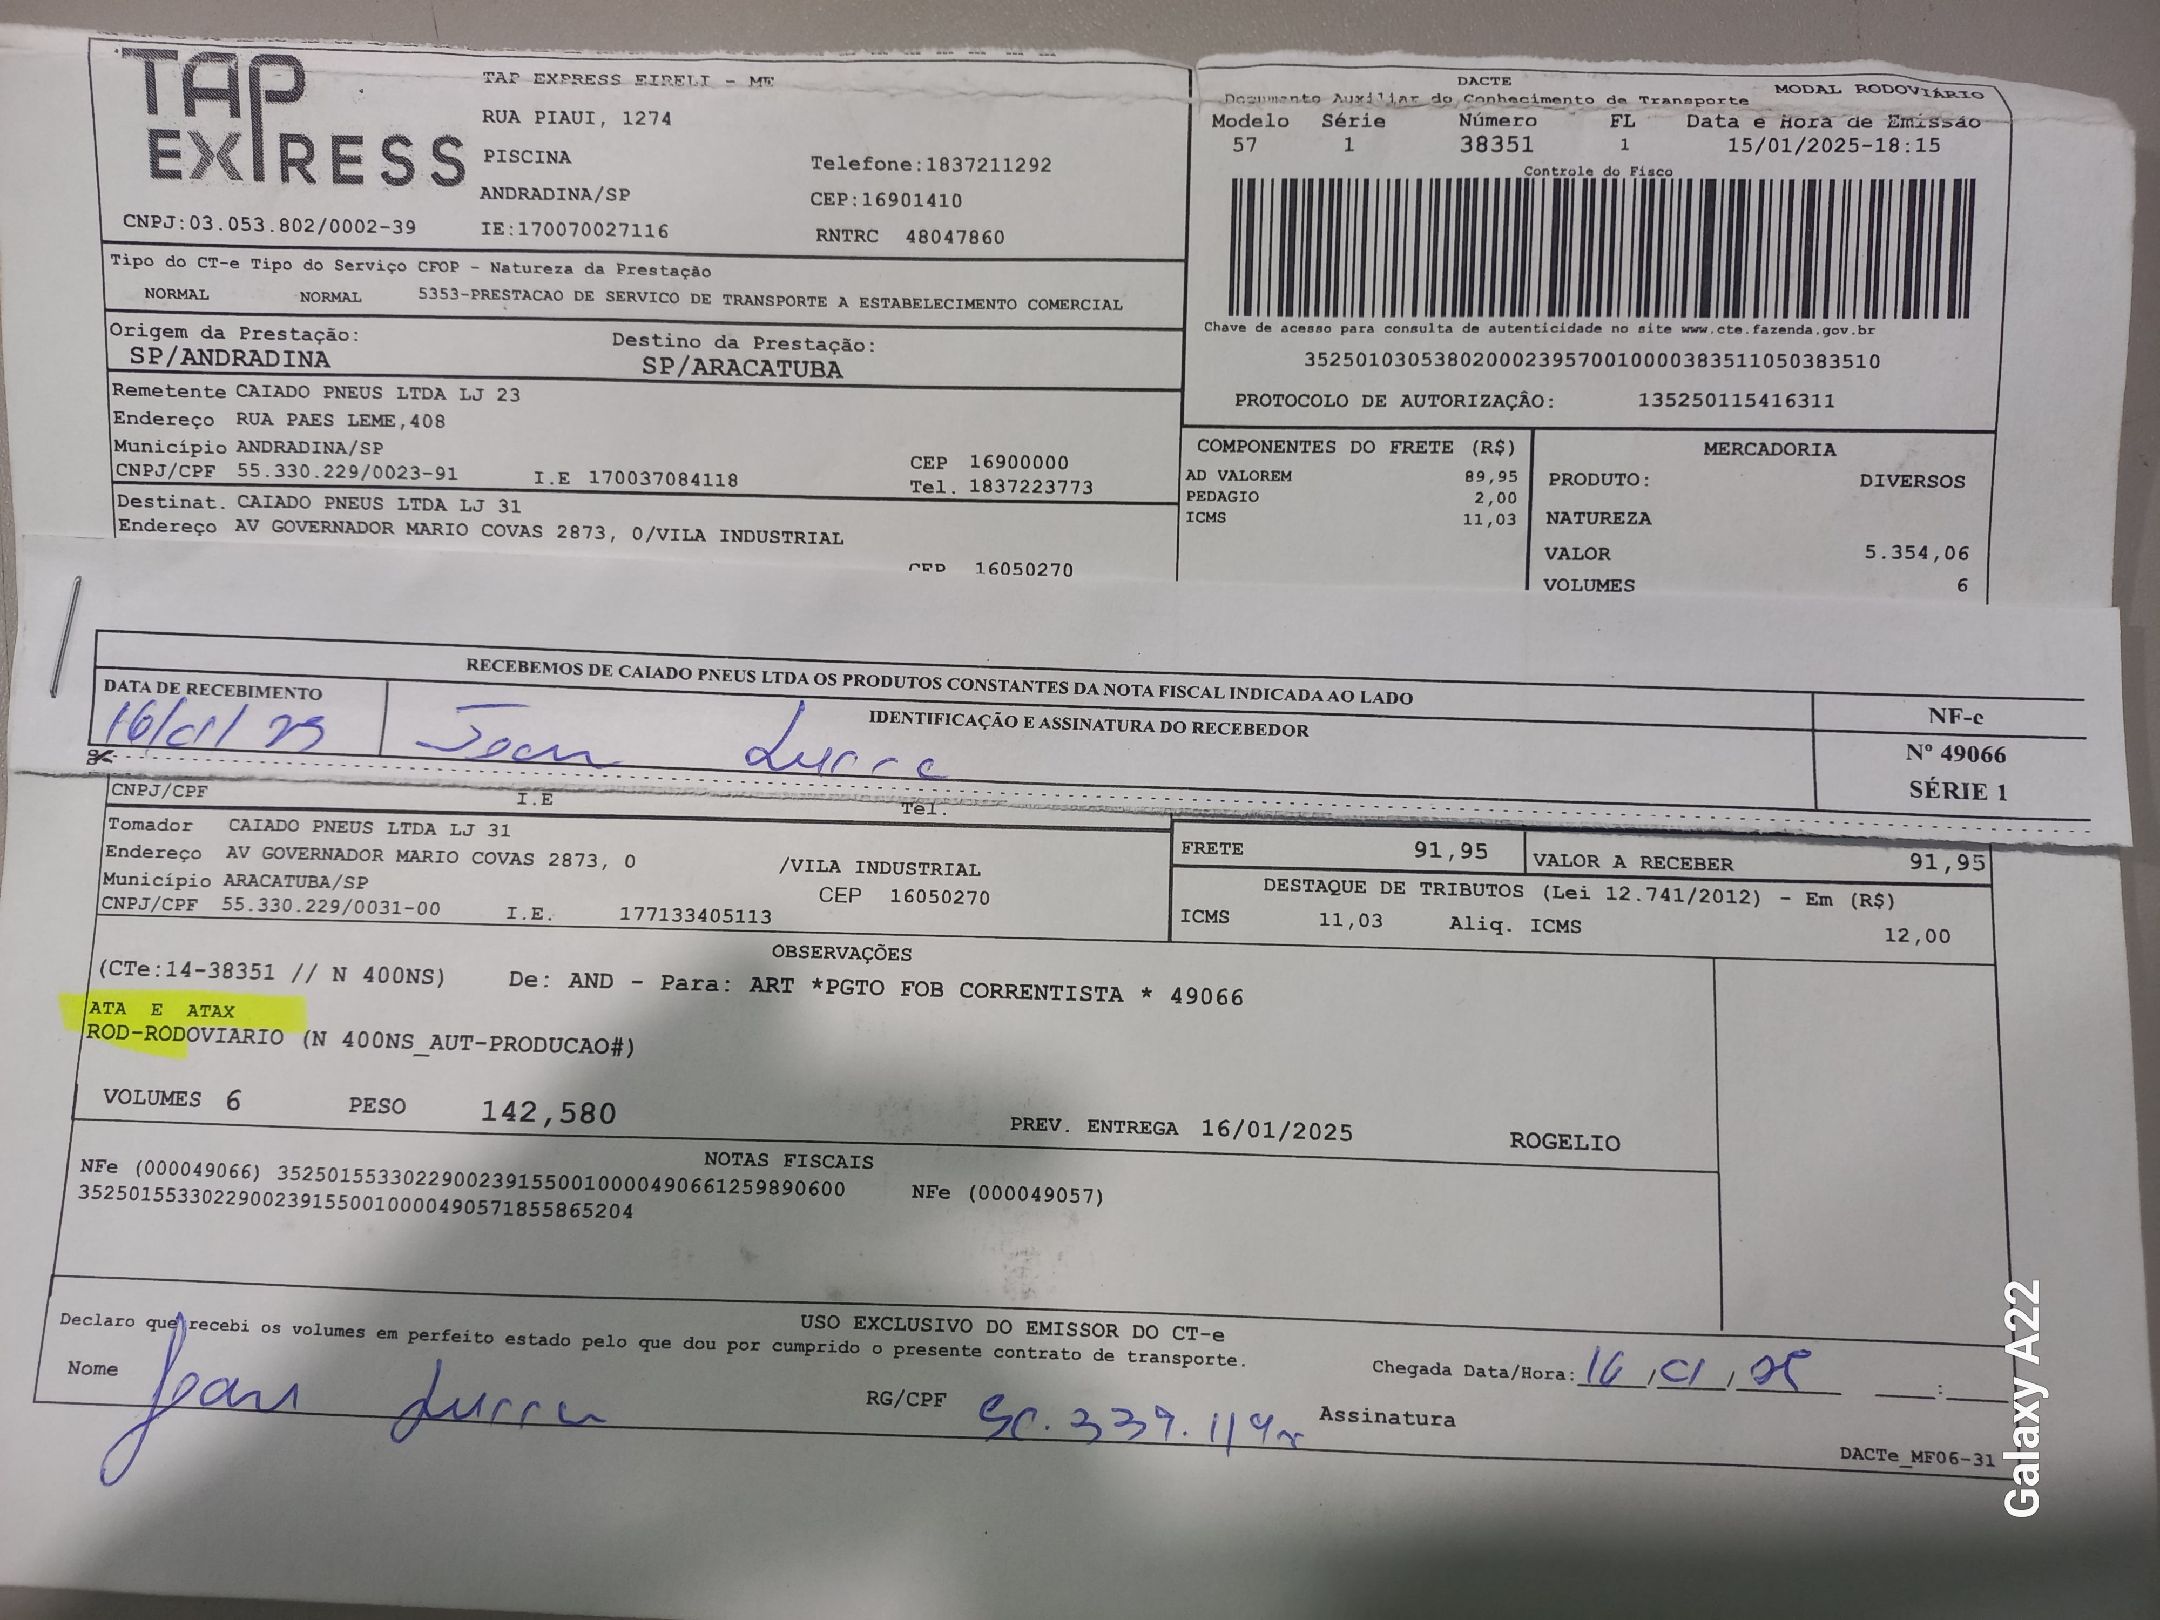 TAP EXPRESS
TAP EXPRESS EIRELI - ME
RUA PIAUI, 1274
PISCINA
Telefone:1837211292
ANDRADINA/SP
CEP:16901410
CNPJ:03.053.802/0002-39
IE:170070027116
RNTRC 48047860
DACTE
MODAL RODOVIÁRIO
Documento Auxiliar do Conhecimento de Transporte
Modelo Série Número FL Data e Hora de Emissão
57 1 38351 1 15/01/2025-18:15
Controle do Fisco
Chave de acesso para consulta de autenticidade no site www.cte.fazenda.gov.br
35250103053802000239570010000383511050383510
PROTOCOLO DE AUTORIZAÇÂO: 135250115416311
Tipo do CT-e Tipo do Serviço CFOP - Natureza da Prestação
NORMAL NORMAL 5353-PRESTACAO DE SERVICO DE TRANSPORTE A ESTABELECIMENTO COMERCIAL
Origem da Prestação: Destino da Prestação:
SP/ANDRADINA SP/ARACATUBA
Remetente CAIADO PNEUS LTDA LJ 23
Endereço RUA PAES LEME,408
Município ANDRADINA/SP
CEP 16900000
CNPJ/CPF 55.330.229/0023-91 I.E 170037084118 Tel. 1837223773
Destinat. CAIADO PNEUS LTDA LJ 31
Endereço AV GOVERNADOR MARIO COVAS 2873, 0/VILA INDUSTRIAL
CEP 16050270
COMPONENTES DO FRETE (R$)
AD VALOREM 89,95
PEDAGIO 2,00
ICMS 11,03
MERCADORIA
PRODUTO: DIVERSOS
NATUREZA
VALOR 5.354,06
VOLUMES 6
RECEBEMOS DE CAIADO PNEUS LTDA OS PRODUTOS CONSTANTES DA NOTA FISCAL INDICADA AO LADO
DATA DE RECEBIMENTO
IDENTIFICAÇÃO E ASSINATURA DO RECEBEDOR
16/01/25
NF-e
Nº 49066
SÉRIE 1
CNPJ/CPF I.E Tel.
Tomador CAIADO PNEUS LTDA LJ 31
Endereço AV GOVERNADOR MARIO COVAS 2873, 0 /VILA INDUSTRIAL
Município ARACATUBA/SP CEP 16050270
CNPJ/CPF 55.330.229/0031-00 I.E. 177133405113
FRETE 91,95 VALOR A RECEBER 91,95
DESTAQUE DE TRIBUTOS (Lei 12.741/2012) - Em (R$)
ICMS 11,03 Aliq. ICMS 12,00
OBSERVAÇÕES
(CTe:14-38351 // N 400NS) De: AND - Para: ART *PGTO FOB CORRENTISTA * 49066
ATA E ATAX
ROD-RODOVIARIO (N 400NS_AUT-PRODUCAO#)
VOLUMES 6 PESO 142,580 PREV. ENTREGA 16/01/2025 ROGELIO
NOTAS FISCAIS
NFe (000049066) 35250155330229002391550010000490661259890600 NFe (000049057)
35250155330229002391550010000490571855865204
USO EXCLUSIVO DO EMISSOR DO CT-e
Declaro que recebi os volumes em perfeito estado pelo que dou por cumprido o presente contrato de transporte.
Nome RG/CPF Assinatura
Chegada Data/Hora: 16/01/25 __:__
DACTe_MF06-31
Galaxy A22